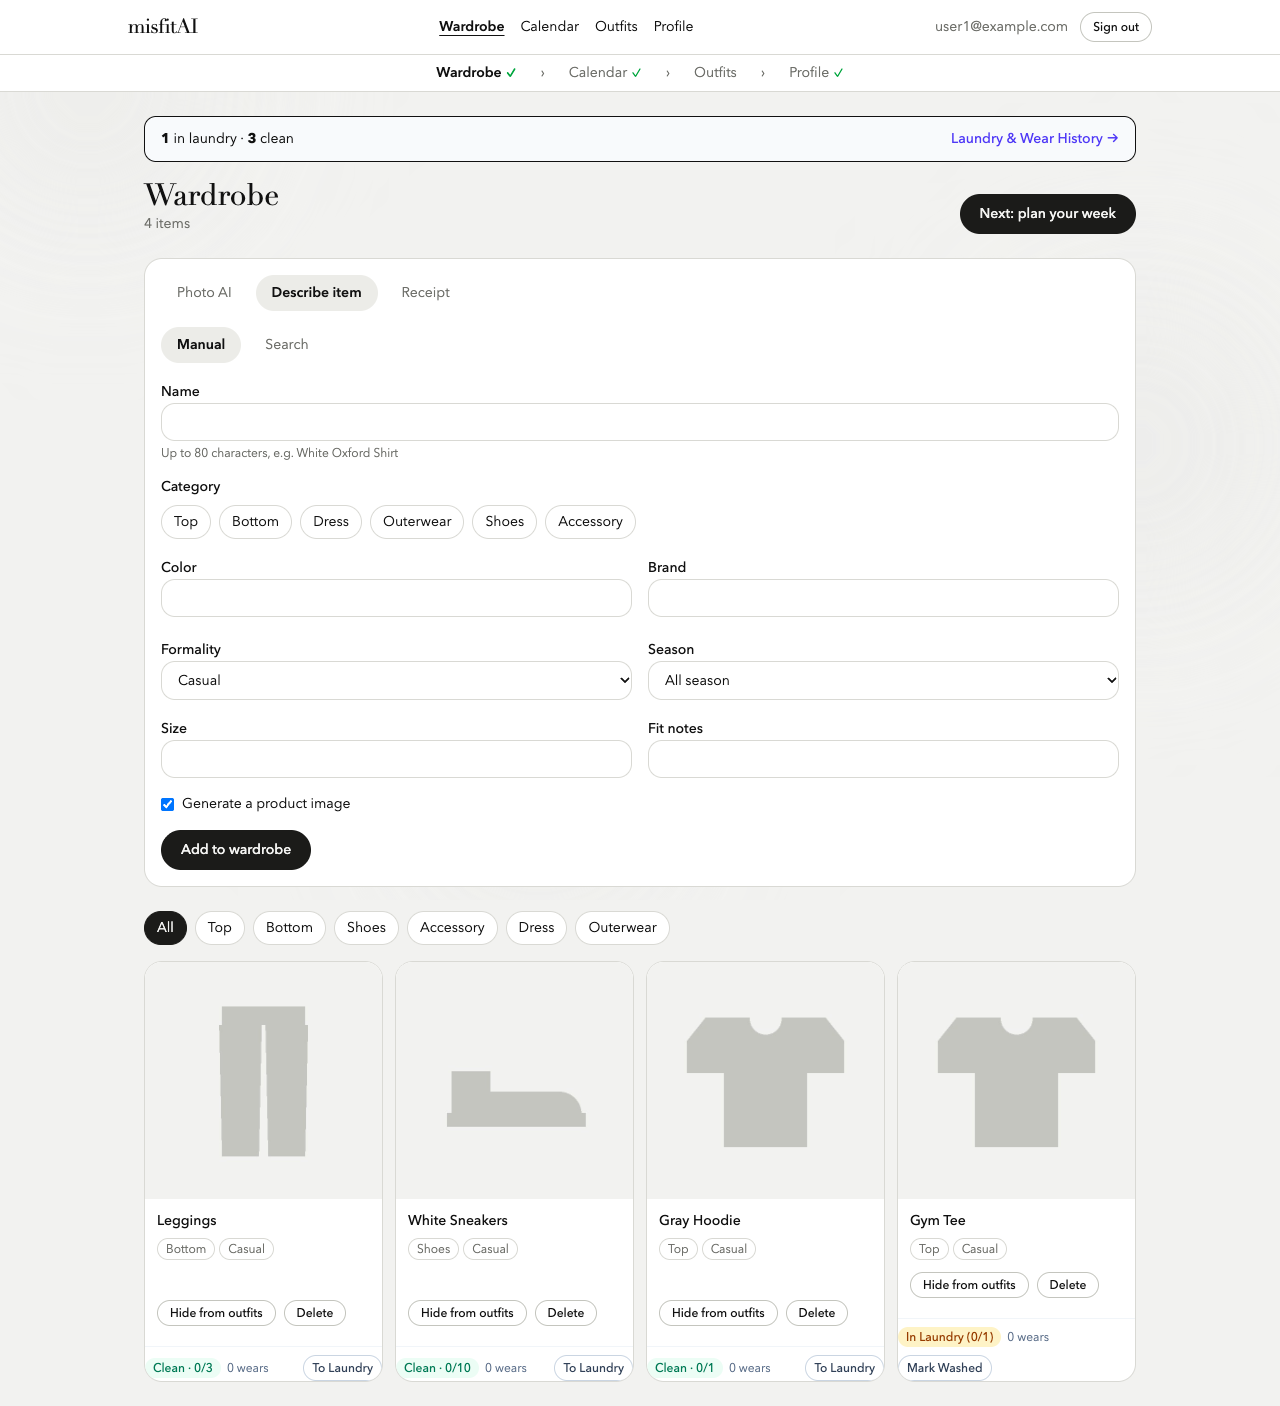 misfitAI
Wardrobe Calendar Outfits Profile
user1@example.com Sign out
Wardrobe ✓ › Calendar ✓ › Outfits › Profile ✓
1 in laundry · 3 clean
Laundry & Wear History →
Wardrobe
4 items
Next: plan your week
Photo AI Describe item Receipt
Manual Search
Name
Up to 80 characters, e.g. White Oxford Shirt
Category
Top Bottom Dress Outerwear Shoes Accessory
Color Brand
Formality Season
Casual All season
Size Fit notes
Generate a product image
Add to wardrobe
All Top Bottom Shoes Accessory Dress Outerwear
Leggings
Bottom Casual
Hide from outfits Delete
Clean · 0/3 0 wears To Laundry
White Sneakers
Shoes Casual
Hide from outfits Delete
Clean · 0/10 0 wears To Laundry
Gray Hoodie
Top Casual
Hide from outfits Delete
Clean · 0/1 0 wears To Laundry
Gym Tee
Top Casual
Hide from outfits Delete
In Laundry (0/1) 0 wears
Mark Washed